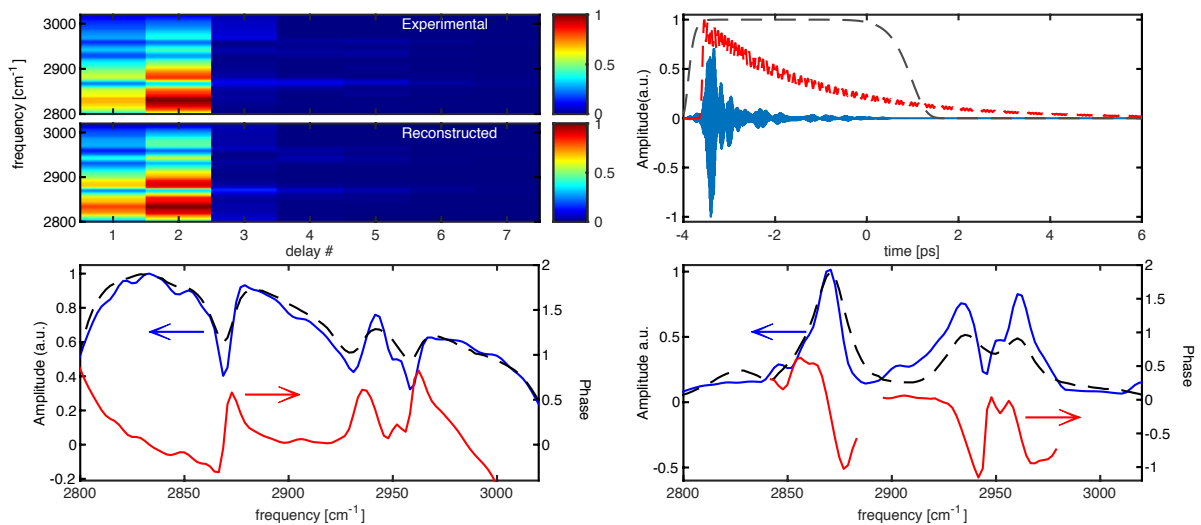 Experimental
3000
2900
2800
1
0.5
0
Reconstructed
3000
2900
2800
1
0.5
0
frequency [cm-1]
1 2 3 4 5 6 7
delay #
1
0.5
0
-0.5
-1
Amplitude(a.u.)
-4 -2 0 2 4 6
time [ps]
1
0.8
0.6
0.4
0.2
0
-0.2
Amplitude (a.u.)
2
1.5
1
0.5
0
Phase
2800 2850 2900 2950 3000
frequency [cm-1]
1
0.5
0
-0.5
Amplitude a.u.
2
1.5
1
0.5
0
-0.5
-1
Phase
2800 2850 2900 2950 3000
frequency [cm-1]